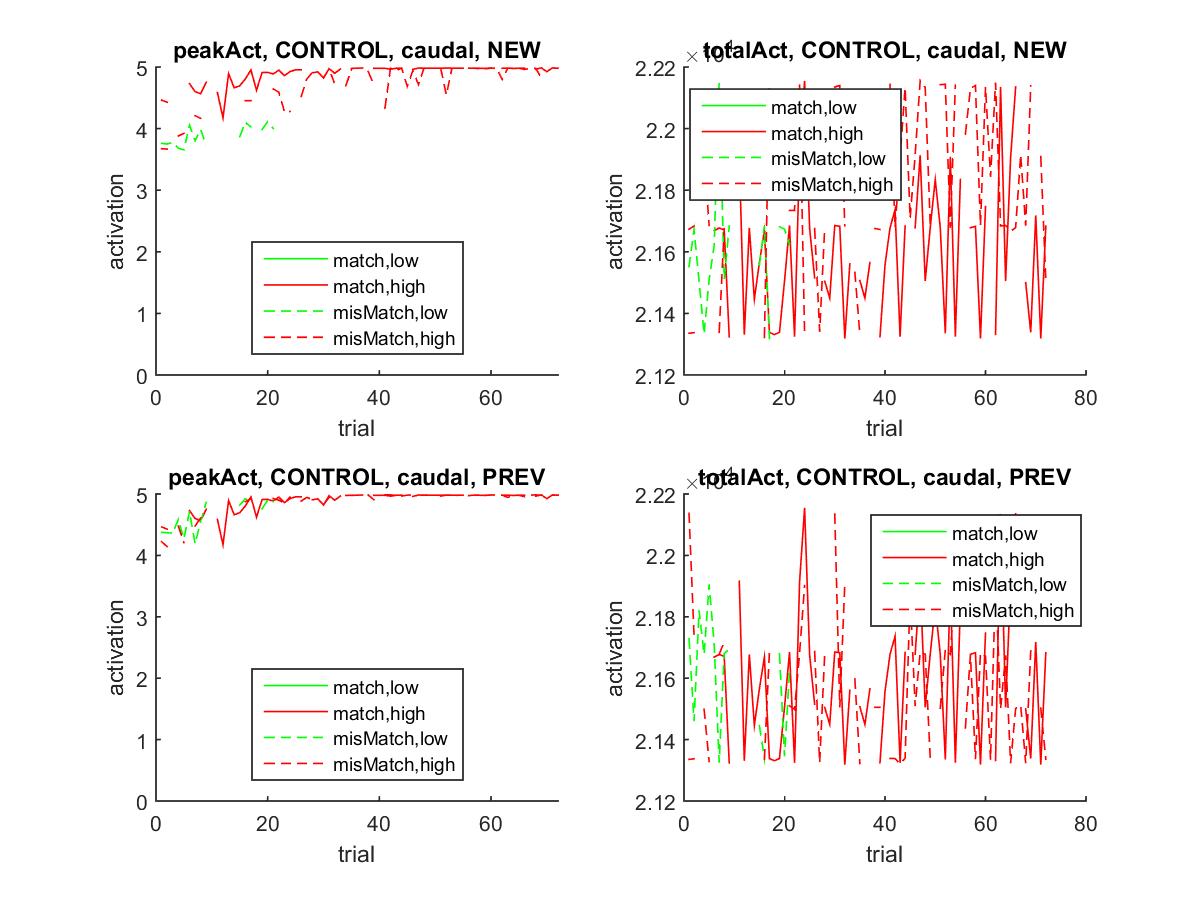 peakAct, CONTROL, caudal, NEW
5
4
3
2
1
0
activation
match,low
match,high
misMatch,low
misMatch,high
0 20 40 60
trial
totalAct, CONTROL, caudal, NEW
2.22
2.2
2.18
2.16
2.14
2.12
activation
match,low
match,high
misMatch,low
misMatch,high
0 20 40 60 80
trial
peakAct, CONTROL, caudal, PREV
5
4
3
2
1
0
activation
match,low
match,high
misMatch,low
misMatch,high
0 20 40 60
trial
totalAct, CONTROL, caudal, PREV
2.22
2.2
2.18
2.16
2.14
2.12
activation
match,low
match,high
misMatch,low
misMatch,high
0 20 40 60 80
trial